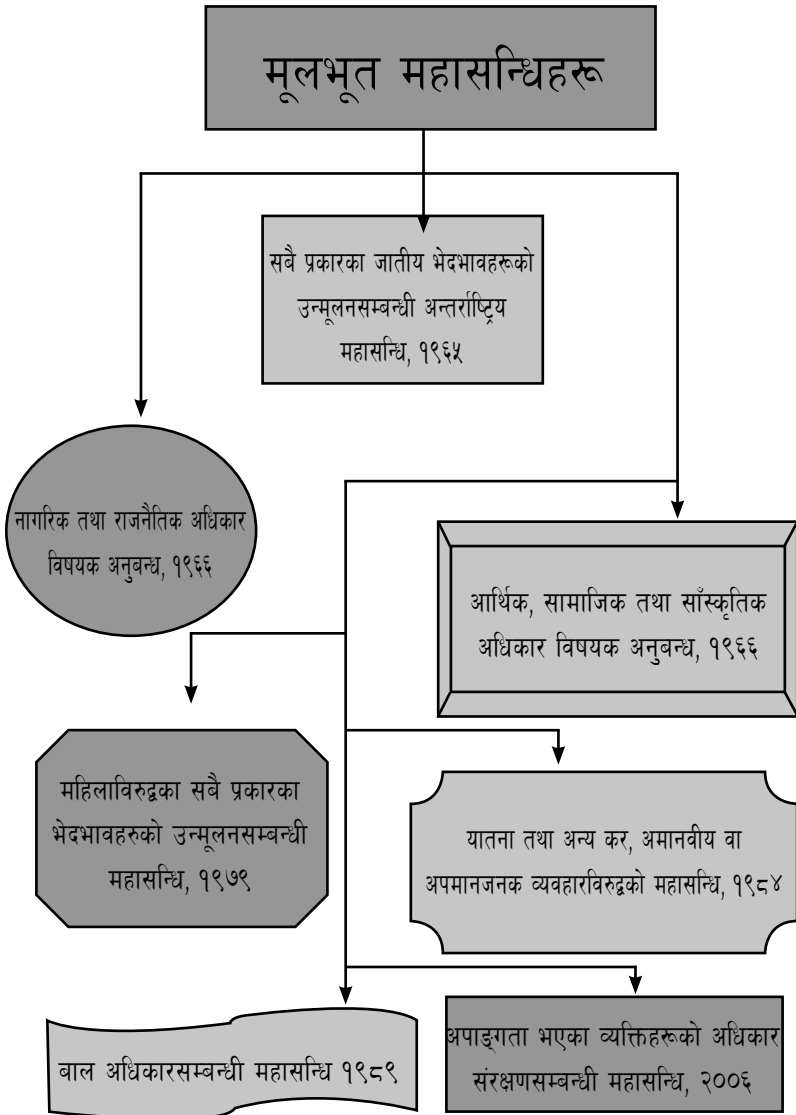 मूलभूत महासन्धिहरू
सबै प्रकारका जातीय भेदभावहरूको
उन्मूलनसम्बन्धी अन्तर्राष्ट्रिय
महासन्धि, १९६५
नागरिक तथा राजनैतिक अधिकार
विषयक अनुबन्ध, १९६६
आर्थिक, सामाजिक तथा साँस्कृतिक
अधिकार विषयक अनुबन्ध, १९६६
महिलाविरुद्धका सबै प्रकारका
भेदभावहरुको उन्मूलनसम्बन्धी
महासन्धि, १९७९
यातना तथा अन्य कर, अमानवीय वा
अपमानजनक व्यवहारविरुद्धको महासन्धि, १९८४
बाल अधिकारसम्बन्धी महासन्धि १९८९
अपाङ्गता भएका व्यक्तिहरूको अधिकार
संरक्षणसम्बन्धी महासन्धि, २००६